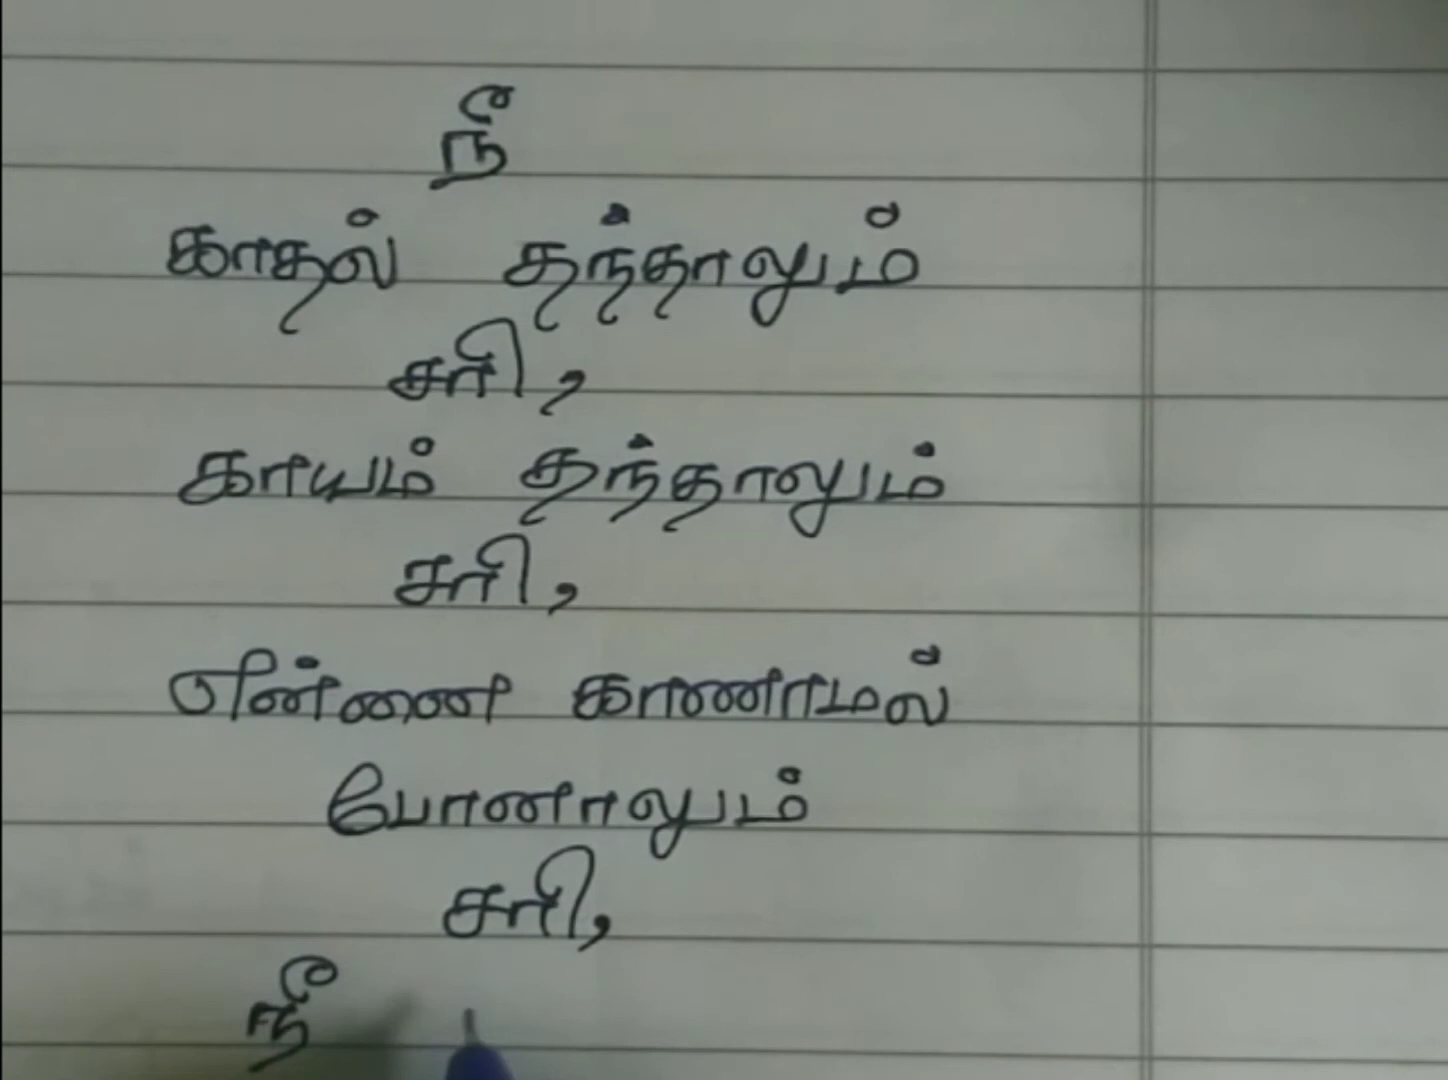 நீ
காதல் தந்தாலும்
சரி,
காயம் தந்தாலும்
சரி,
என்னை காணாமல்
போனாலும்
சரி,
நீ